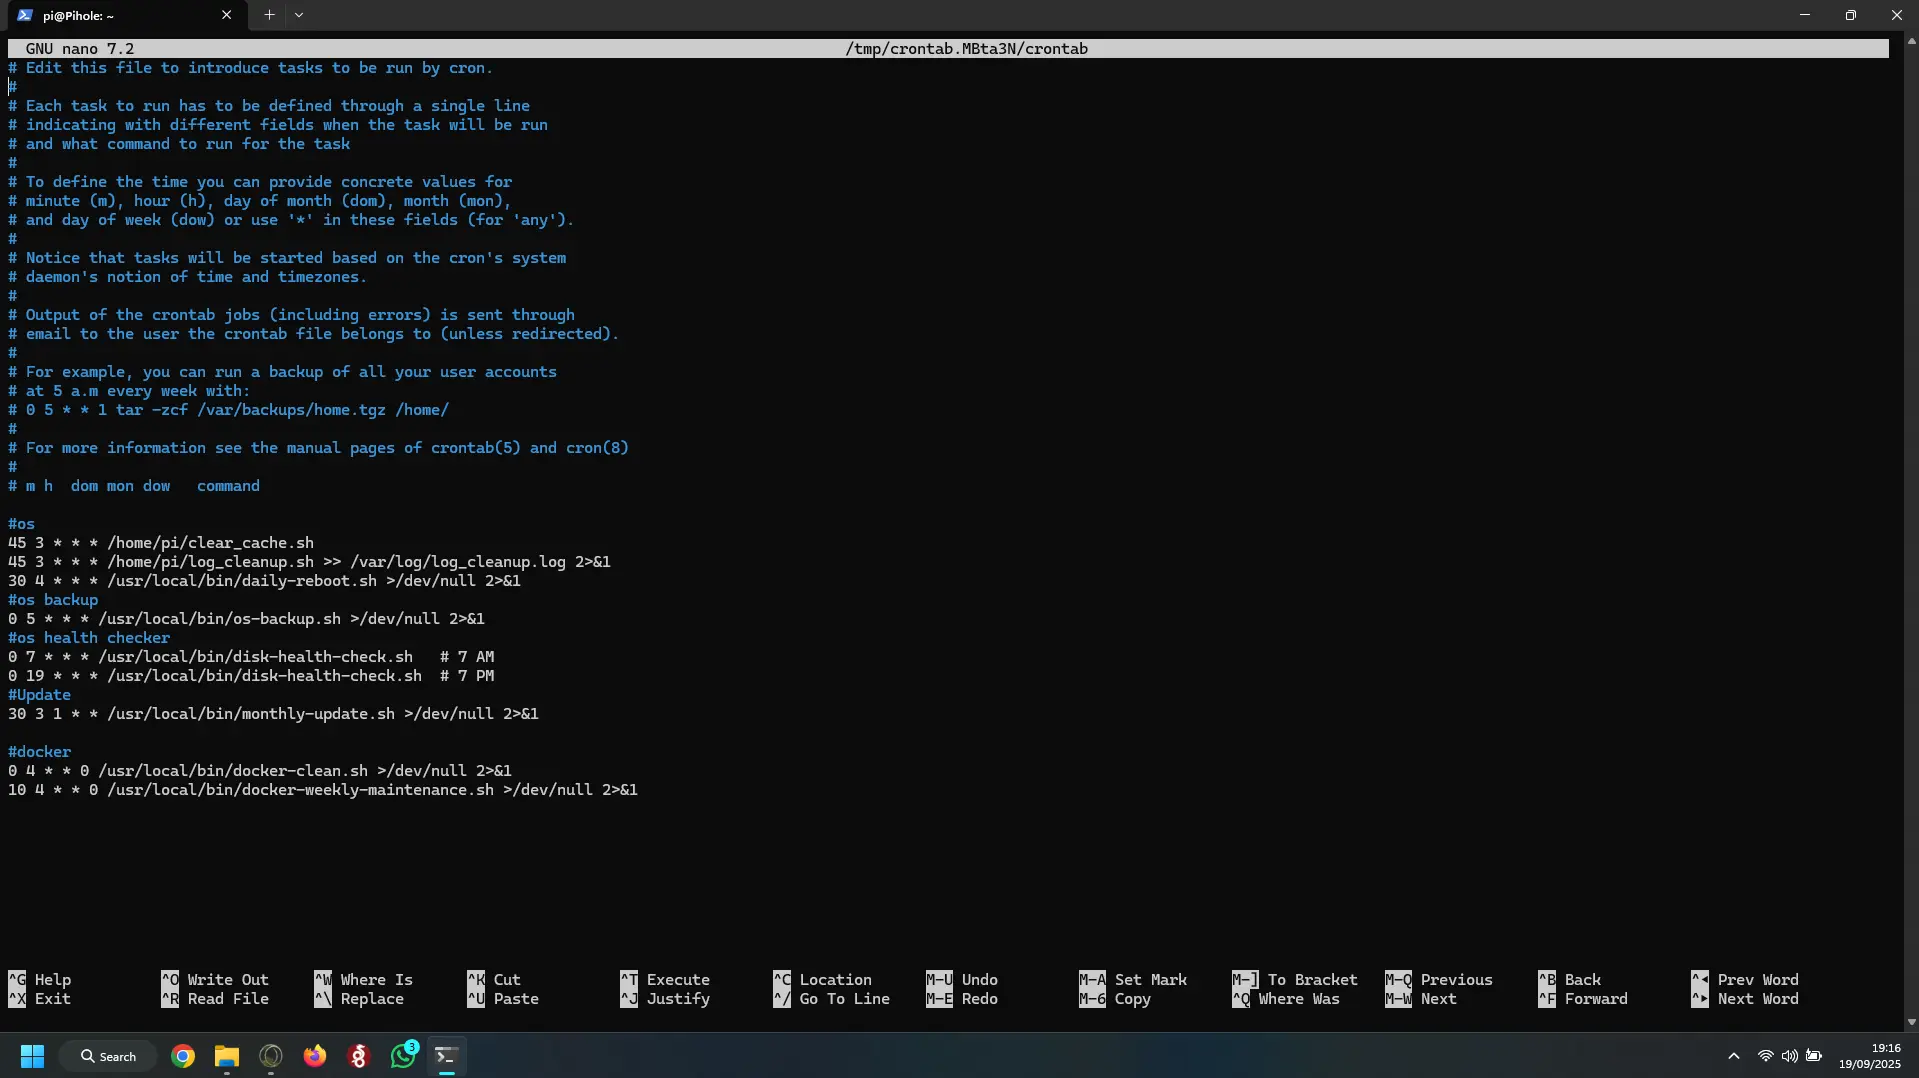 pi@Pihole: ~
GNU nano 7.2 /tmp/crontab.MBta3N/crontab
# Edit this file to introduce tasks to be run by cron.
#
# Each task to run has to be defined through a single line
# indicating with different fields when the task will be run
# and what command to run for the task
#
# To define the time you can provide concrete values for
# minute (m), hour (h), day of month (dom), month (mon),
# and day of week (dow) or use '*' in these fields (for 'any').
#
# Notice that tasks will be started based on the cron's system
# daemon's notion of time and timezones.
#
# Output of the crontab jobs (including errors) is sent through
# email to the user the crontab file belongs to (unless redirected).
#
# For example, you can run a backup of all your user accounts
# at 5 a.m every week with:
# 0 5 * * 1 tar -zcf /var/backups/home.tgz /home/
#
# For more information see the manual pages of crontab(5) and cron(8)
#
# m h  dom mon dow   command
#os
45 3 * * * /home/pi/clear_cache.sh
45 3 * * * /home/pi/log_cleanup.sh >> /var/log/log_cleanup.log 2>&1
30 4 * * * /usr/local/bin/daily-reboot.sh >/dev/null 2>&1
#os backup
0 5 * * * /usr/local/bin/os-backup.sh >/dev/null 2>&1
#os health checker
0 7 * * * /usr/local/bin/disk-health-check.sh   # 7 AM
0 19 * * * /usr/local/bin/disk-health-check.sh  # 7 PM
#Update
30 3 1 * * /usr/local/bin/monthly-update.sh >/dev/null 2>&1
#docker
0 4 * * 0 /usr/local/bin/docker-clean.sh >/dev/null 2>&1
10 4 * * 0 /usr/local/bin/docker-weekly-maintenance.sh >/dev/null 2>&1
^G Help ^O Write Out ^W Where Is ^K Cut ^T Execute ^C Location M-U Undo M-A Set Mark M-] To Bracket M-Q Previous ^B Back ^◂ Prev Word
^X Exit ^R Read File ^\ Replace ^U Paste ^J Justify ^/ Go To Line M-E Redo M-6 Copy ^Q Where Was M-W Next ^F Forward ^▸ Next Word
Search
3
19:16
19/09/2025